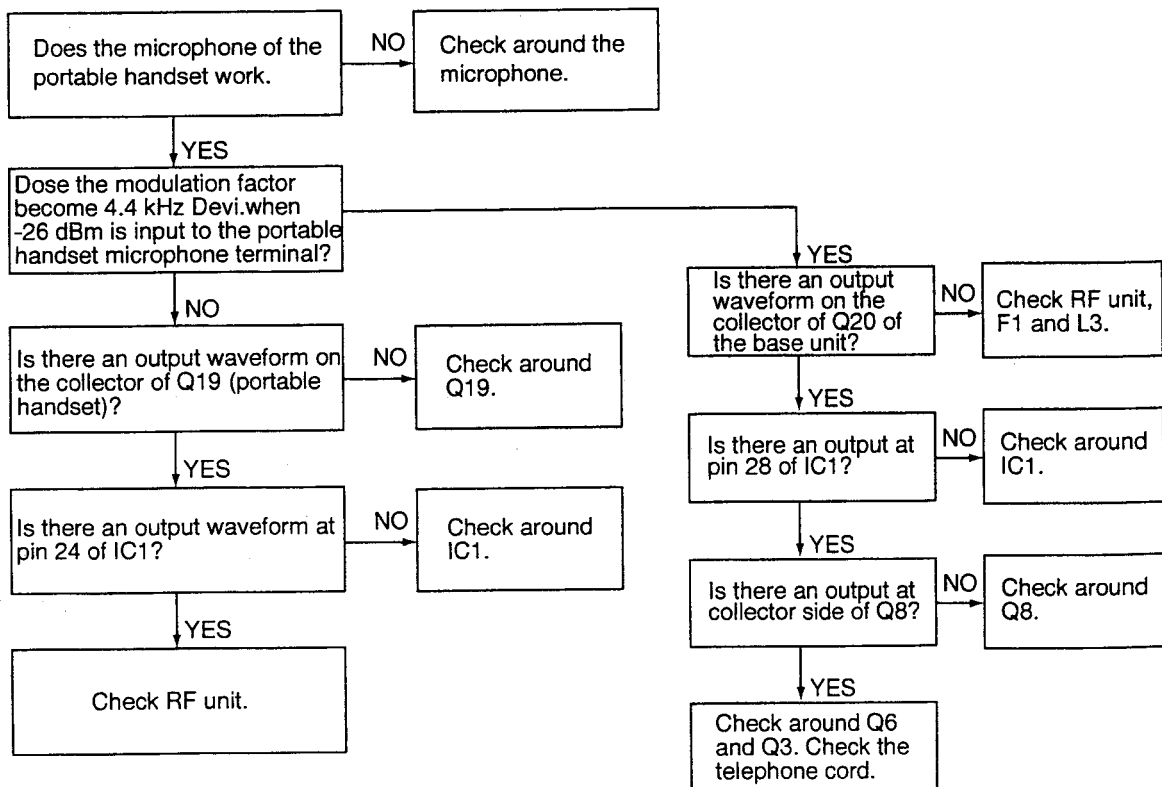 Does the microphone of the
portable handset work.
NO
Check around the
microphone.
YES
Dose the modulation factor
become 4.4 kHz Devi.when
-26 dBm is input to the portable
handset microphone terminal?
NO
Is there an output waveform on
the collector of Q19 (portable
handset)?
NO
Check around
Q19.
YES
Is there an output waveform at
pin 24 of IC1?
NO
Check around
IC1.
YES
Check RF unit.
YES
Is there an output
waveform on the
collector of Q20 of
the base unit?
NO
Check RF unit,
F1 and L3.
YES
Is there an output at
pin 28 of IC1?
NO
Check around
IC1.
YES
Is there an output at
collector side of Q8?
NO
Check around
Q8.
YES
Check around Q6
and Q3. Check the
telephone cord.